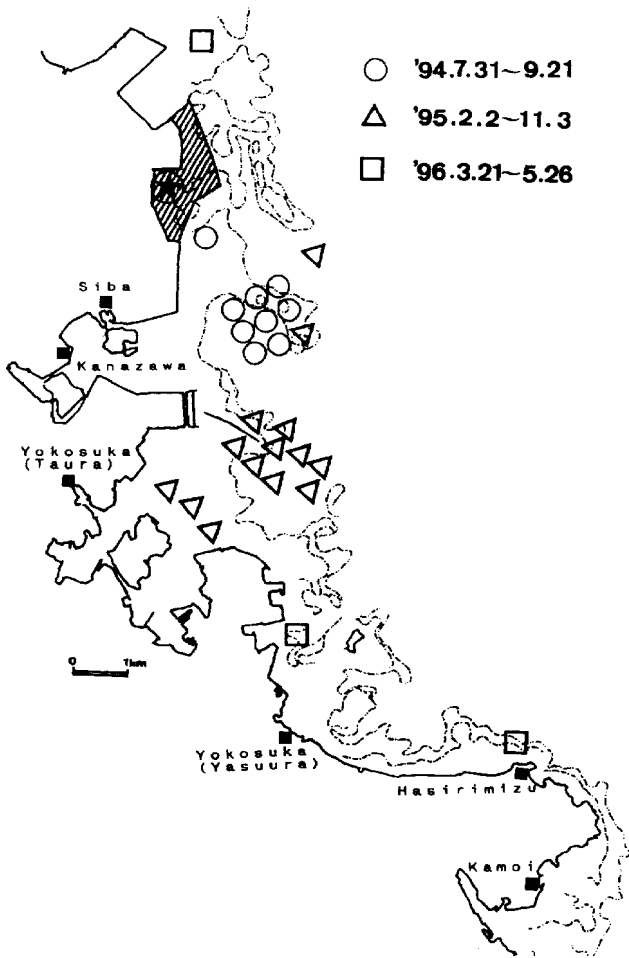 '94.7.31~9.21
'95.2.2~11.3
'96.3.21~5.26
Siba
Kanazawa
Yokosuka
(Taura)
0 1km
Yokosuka
(Yasuura)
Hasirimizu
Kamoi